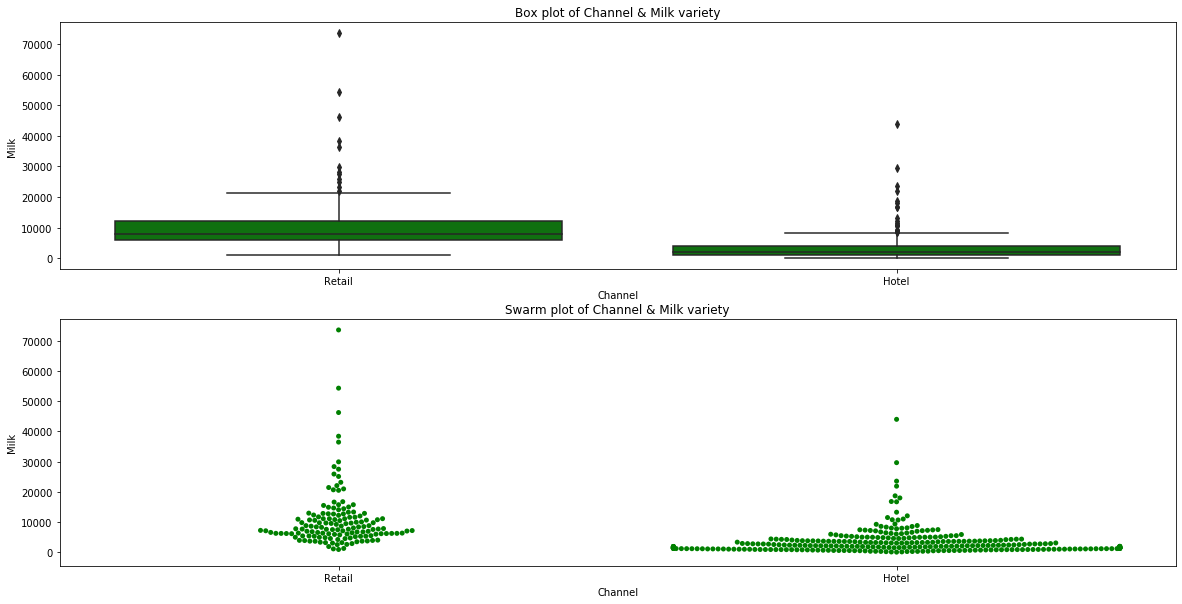 Box plot of Channel & Milk variety
70000
60000
50000
40000
30000
20000
10000
0
Milk
Retail Hotel
Channel
Swarm plot of Channel & Milk variety
70000
60000
50000
40000
30000
20000
10000
0
Milk
Retail Hotel
Channel